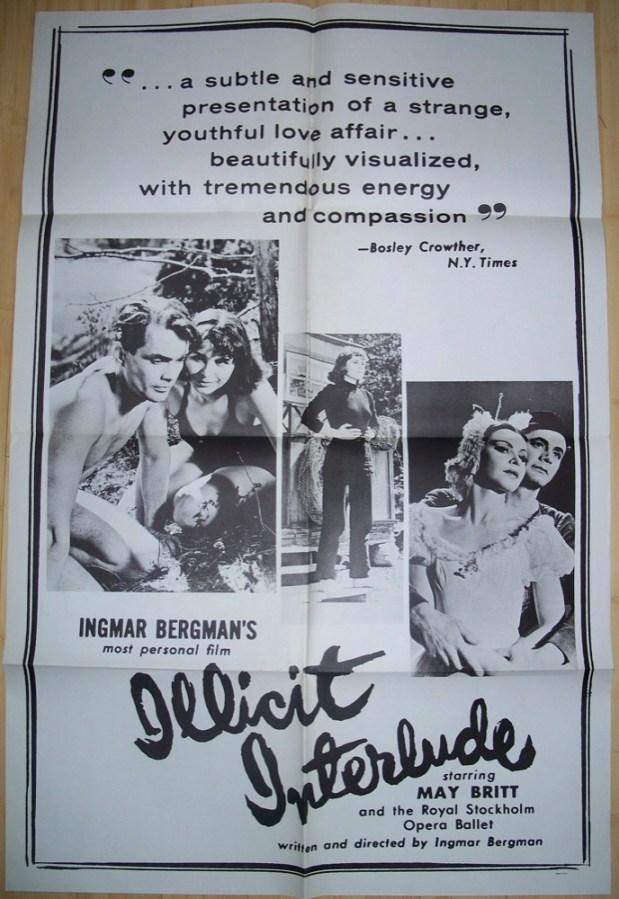 “...a subtle and sensitive
presentation of a strange,
youthful love affair...
beautifully visualized,
with tremendous energy
and compassion”
—Bosley Crowther,
N.Y. Times
INGMAR BERGMAN'S
most personal film
Illicit
Interlude
starring
MAY BRITT
and the Royal Stockholm
Opera Ballet
written and directed by Ingmar Bergman